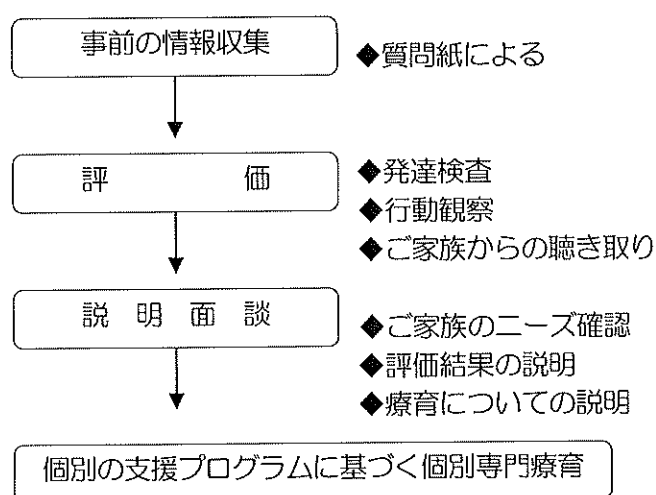 事前の情報収集
◆質問紙による
評価
◆発達検査
◆行動観察
◆ご家族からの聴き取り
説明面談
◆ご家族のニーズ確認
◆評価結果の説明
◆療育についての説明
個別の支援プログラムに基づく個別専門療育